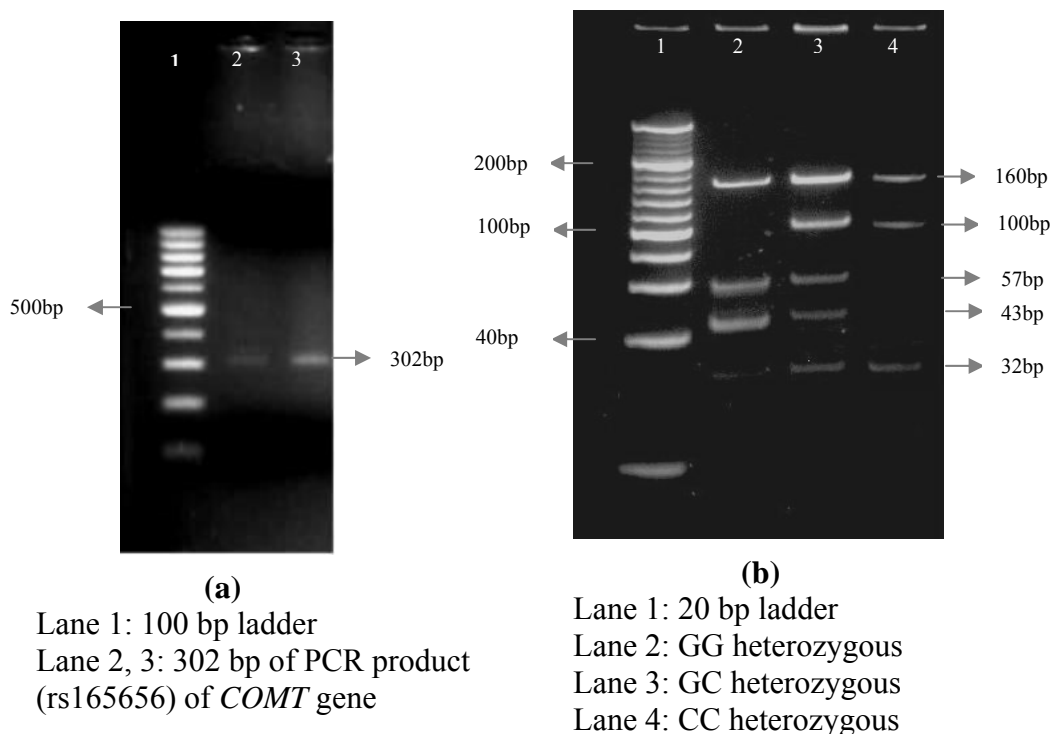 1 2 3
500bp
302bp
(a)
Lane 1: 100 bp ladder
Lane 2, 3: 302 bp of PCR product
(rs165656) of COMT gene
1 2 3 4
200bp
160bp
100bp
100bp
57bp
43bp
40bp
32bp
(b)
Lane 1: 20 bp ladder
Lane 2: GG heterozygous
Lane 3: GC heterozygous
Lane 4: CC heterozygous